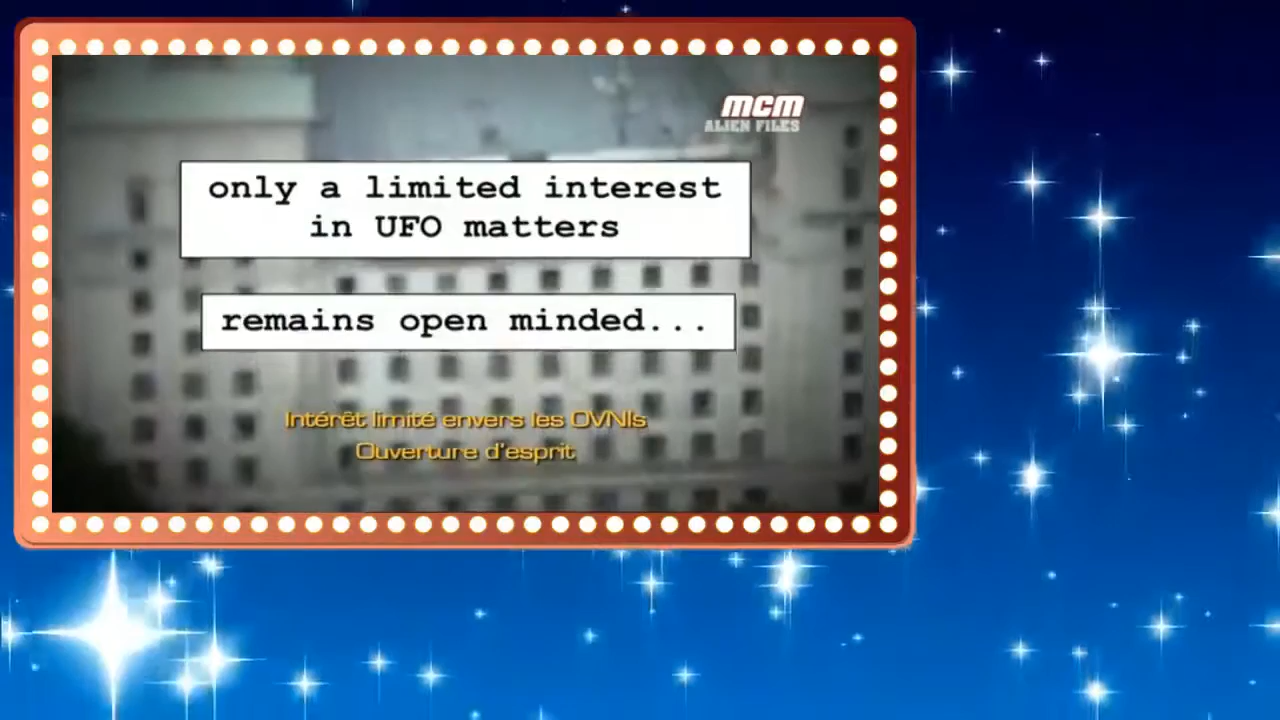 mcm
ALIEN FILES
only a limited interest
in UFO matters
remains open minded...
Intérêt limité envers les OVNIs
Ouverture d'esprit